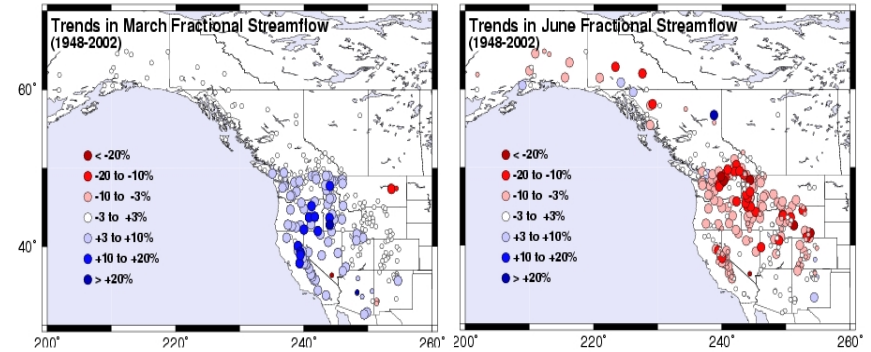 Trends in March Fractional Streamflow
(1948-2002)
60°
< -20%
-20 to -10%
-10 to -3%
-3 to +3%
+3 to +10%
+10 to +20%
> +20%
40°
200°
220°
240°
260°
Trends in June Fractional Streamflow
(1948-2002)
60°
< -20%
-20 to -10%
-10 to -3%
-3 to +3%
+3 to +10%
+10 to +20%
> +20%
40°
200°
220°
240°
260°